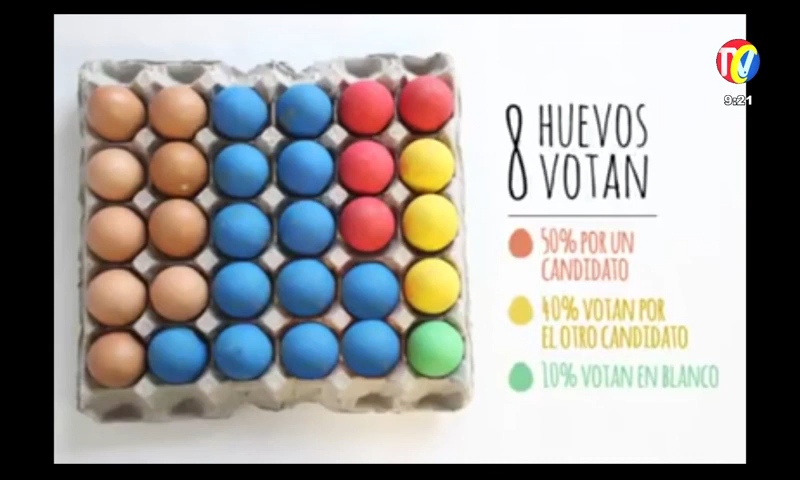 TV
9:21
8 HUEVOS
VOTAN
50% POR UN
CANDIDATO
40% VOTAN POR
EL OTRO CANDIDATO
10% VOTAN EN BLANCO